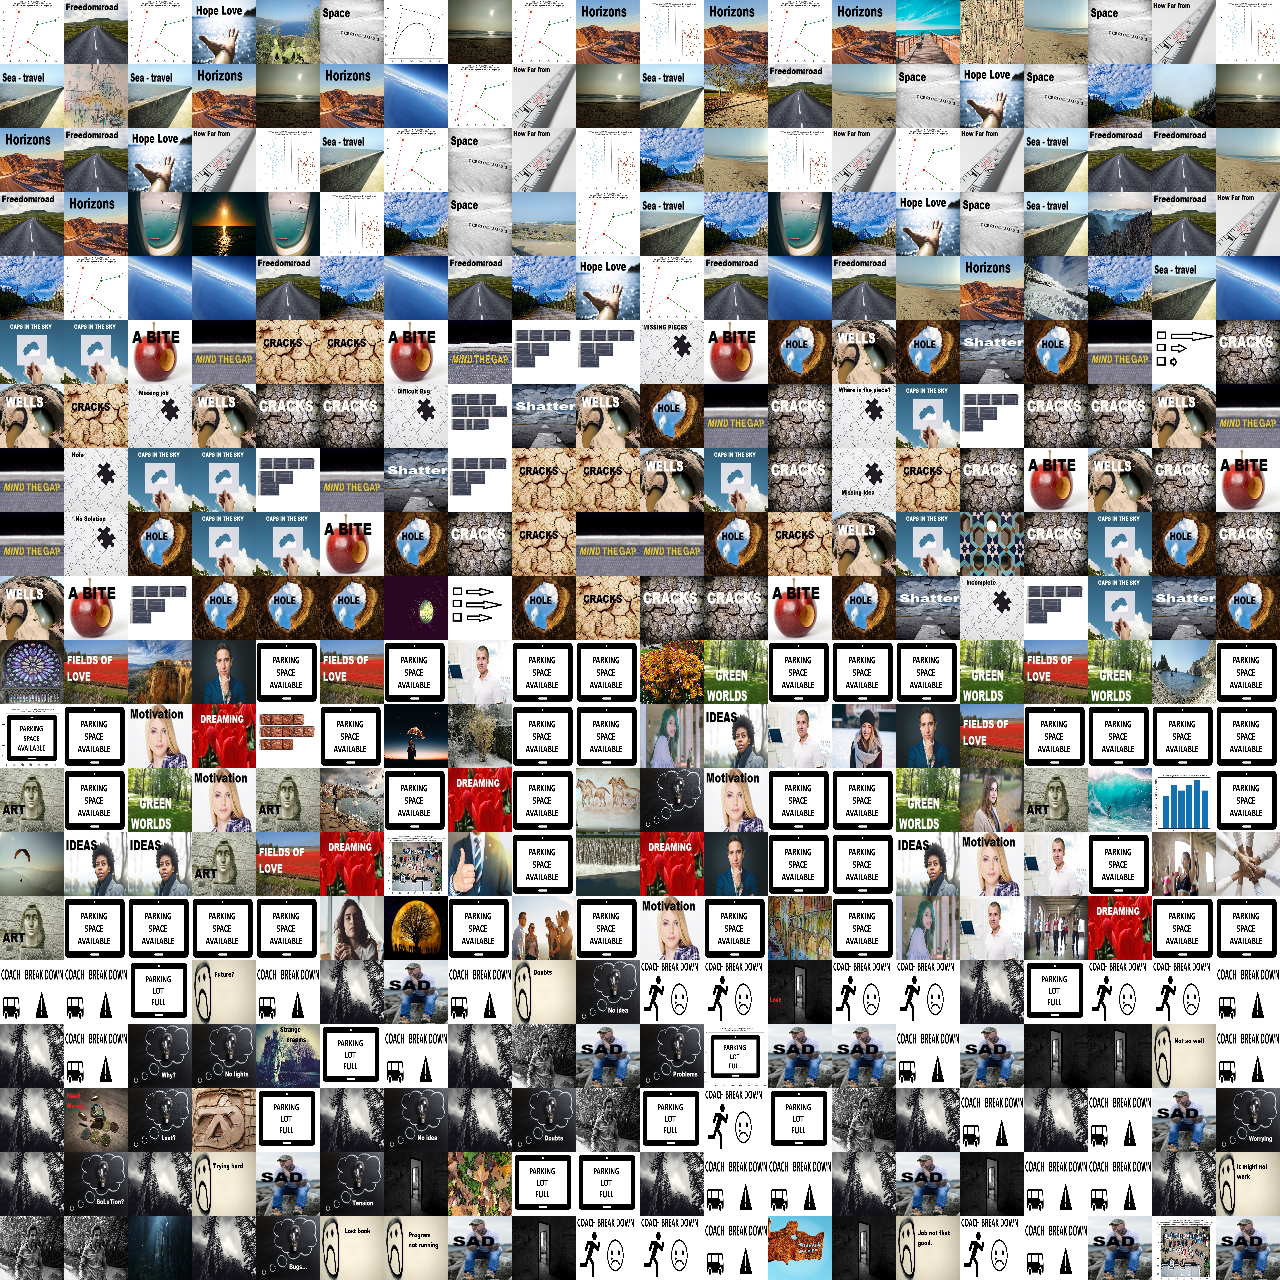 Freedomroad Hope Love Space Horizons Horizons Horizons Space How Far from
Sea - travel Sea - travel Horizons Horizons How Far from Sea - travel Freedomroad Space Hope Love Space
Horizons Freedomroad Hope Love How Far from Sea - travel Space How Far from How Far from How Far from Sea - travel Freedomroad Freedomroad
Freedomroad Horizons Space Sea - travel Hope Love Space Sea - travel Freedomroad How Far from
Freedomroad Freedomroad Hope Love Freedomroad Horizons Sea - travel
CAPS IN THE SKY CAPS IN THE SKY A BITE MIND THE GAP CRACKS CRACKS A BITE MIND THE GAP MISSING PIECES A BITE HOLE WELLS HOLE Shatter HOLE MIND THE GAP CRACKS
WELLS CRACKS Missing job WELLS CRACKS CRACKS Difficult Bug Shatter HOLE MIND THE GAP CRACKS Where is the piece? CAPS IN THE SKY CRACKS CRACKS WELLS MIND THE GAP
MIND THE GAP Hole CAPS IN THE SKY CAPS IN THE SKY MIND THE GAP Shatter CRACKS CRACKS WELLS CAPS IN THE SKY CRACKS Missing idea CRACKS CRACKS A BITE WELLS CRACKS A BITE
MIND THE GAP No Solution HOLE CAPS IN THE SKY CAPS IN THE SKY A BITE HOLE CRACKS CRACKS MIND THE GAP MIND THE GAP HOLE CRACKS WELLS CAPS IN THE SKY CRACKS CAPS IN THE SKY HOLE CRACKS
WELLS A BITE HOLE HOLE HOLE HOLE CRACKS CRACKS CRACKS A BITE HOLE Shatter Incomplete CAPS IN THE SKY Shatter HOLE
FIELDS OF LOVE PARKING SPACE AVAILABLE FIELDS OF LOVE PARKING SPACE AVAILABLE PARKING SPACE AVAILABLE PARKING SPACE AVAILABLE GREEN WORLDS PARKING SPACE AVAILABLE PARKING SPACE AVAILABLE PARKING SPACE AVAILABLE GREEN WORLDS FIELDS OF LOVE GREEN WORLDS PARKING SPACE AVAILABLE
PARKING SPACE AVAILABLE PARKING SPACE AVAILABLE Motivation DREAMING PARKING SPACE AVAILABLE PARKING SPACE AVAILABLE IDEAS FIELDS OF LOVE PARKING SPACE AVAILABLE PARKING SPACE AVAILABLE PARKING SPACE AVAILABLE PARKING SPACE AVAILABLE
ART PARKING SPACE AVAILABLE GREEN WORLDS Motivation ART PARKING SPACE AVAILABLE DREAMING PARKING SPACE AVAILABLE Motivation PARKING SPACE AVAILABLE PARKING SPACE AVAILABLE GREEN WORLDS ART PARKING SPACE AVAILABLE
IDEAS IDEAS ART FIELDS OF LOVE DREAMING PARKING SPACE AVAILABLE DREAMING PARKING SPACE AVAILABLE PARKING SPACE AVAILABLE IDEAS Motivation PARKING SPACE AVAILABLE
ART PARKING SPACE AVAILABLE PARKING SPACE AVAILABLE PARKING SPACE AVAILABLE PARKING SPACE AVAILABLE PARKING SPACE AVAILABLE Motivation PARKING SPACE AVAILABLE DREAMING PARKING SPACE AVAILABLE PARKING SPACE AVAILABLE
COACH BREAK DOWN COACH BREAK DOWN PARKING LOT FULL Future? COACH BREAK DOWN SAD COACH BREAK DOWN Doubts No idea COACH BREAK DOWN COACH BREAK DOWN COACH BREAK DOWN COACH BREAK DOWN PARKING LOT FULL COACH BREAK DOWN COACH BREAK DOWN COACH BREAK DOWN
COACH BREAK DOWN Why? No lights Strange dreams PARKING LOT FULL COACH BREAK DOWN SAD Problems PARKING LOT FULL SAD SAD COACH BREAK DOWN SAD Not so well COACH BREAK DOWN
Lost? PARKING LOT FULL No idea Doubts PARKING LOT FULL COACH BREAK DOWN PARKING LOT FULL COACH BREAK DOWN COACH BREAK DOWN SAD Worrying
SoLuTion? Trying hard SAD Tension PARKING LOT FULL PARKING LOT FULL COACH BREAK DOWN COACH BREAK DOWN SAD COACH BREAK DOWN COACH BREAK DOWN It might not work
Bugs... Lost book Program not running SAD COACH BREAK DOWN COACH BREAK DOWN COACH BREAK DOWN SAD Job not that good. COACH BREAK DOWN COACH BREAK DOWN SAD SAD